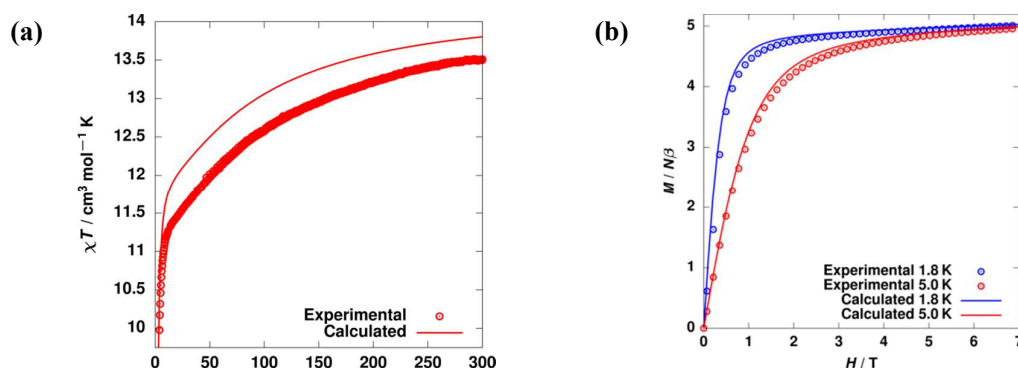 (a)
14
13.5
13
12.5
12
11.5
11
10.5
10
χT / cm³ mol⁻¹ K
Experimental
Calculated
0 50 100 150 200 250 300
(b)
5
4
3
2
1
0
M / Nβ
Experimental 1.8 K
Experimental 5.0 K
Calculated 1.8 K
Calculated 5.0 K
0 1 2 3 4 5 6 7
H / T